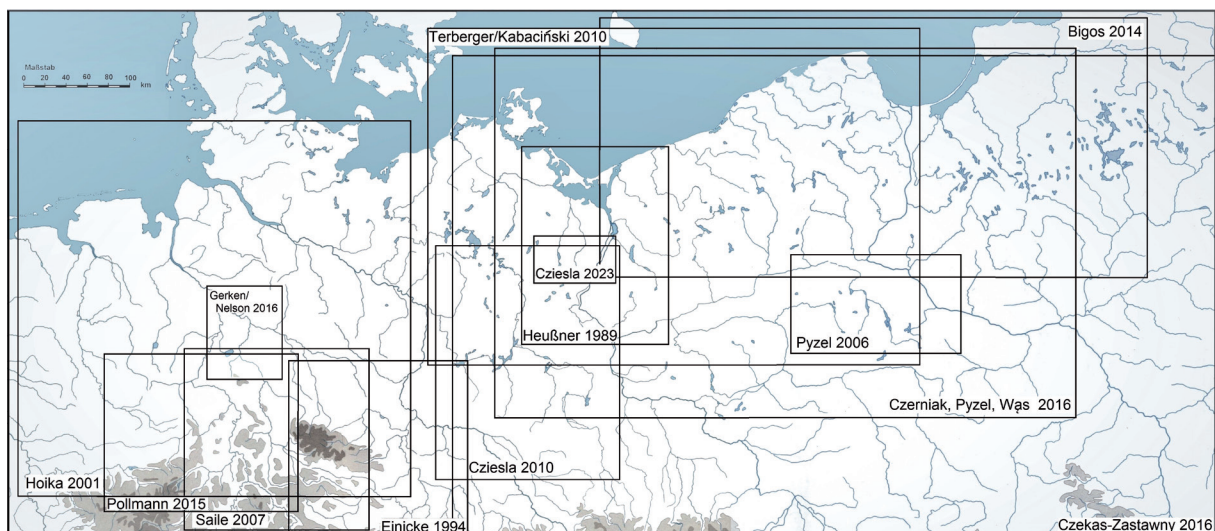 Terberger/Kabaciński 2010
Bigos 2014
Maßstab
0 20 40 60 80 100
km
Cziesla 2023
Gerken/
Nelson 2016
Heußner 1989
Pyzel 2006
Czerniak, Pyzel, Wąs 2016
Hoika 2001
Cziesla 2010
Pollmann 2015
Saile 2007
Einicke 1994
Czekas-Zastawny 2016